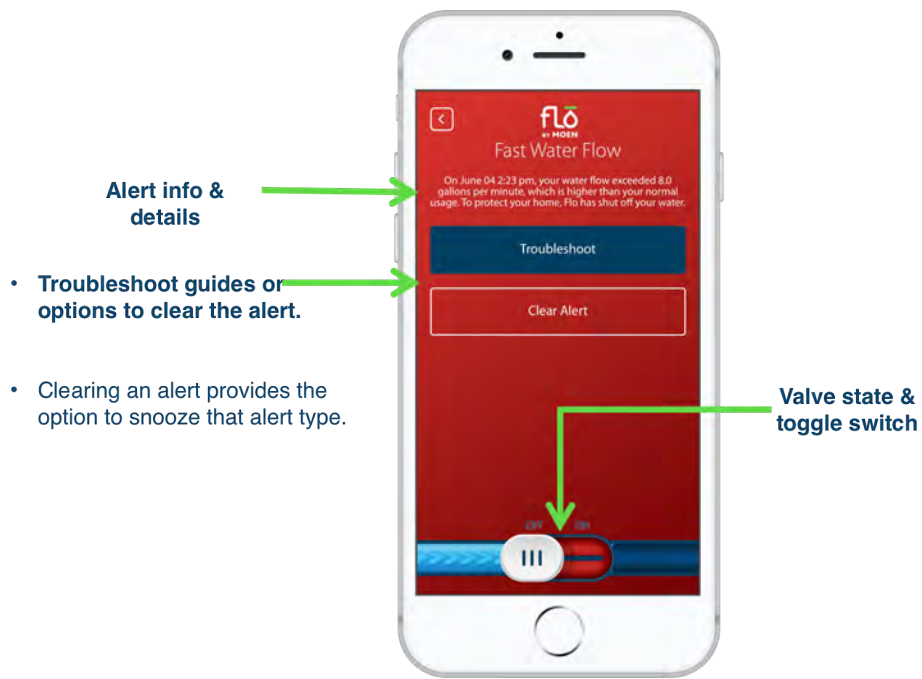 flō
BY MOEN
Fast Water Flow
On June 04 2:23 pm, your water flow exceeded 8.0
gallons per minute, which is higher than your normal
usage. To protect your home, Flo has shut off your water.
Troubleshoot
Clear Alert
OFF ON
Alert info &
details
• Troubleshoot guides or
options to clear the alert.
• Clearing an alert provides the
option to snooze that alert type.
Valve state &
toggle switch